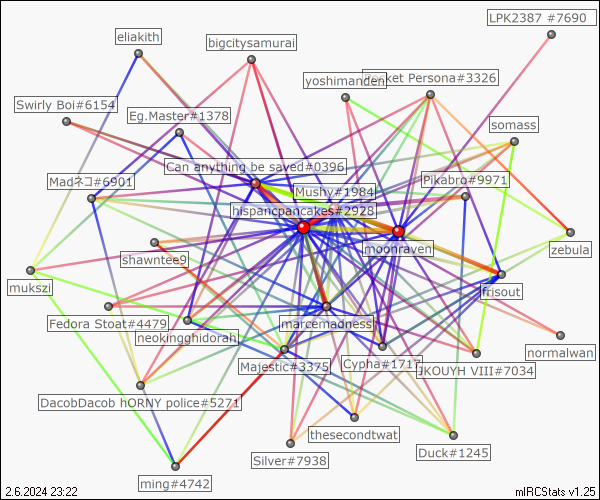 LPK2387 #7690
eliakith
bigcitysamurai
yoshimanden
Pocket Persona#3326
Swirly Boi#6154
Eg.Master#1378
somass
Can anything be saved#0396
Madネコ#6901
Mushy#1984
Pikabro#9971
hispanicpancakes#2928
moonraven
zebula
shawntee9
mukszi
frisout
Fedora Stoat#4479
marcemadness
neokingghidorah
normalwan
Majestic#3375
Cypha#1717
JKOUYH VIII#7034
DacobDacob hORNY police#5271
thesecondtwat
Duck#1245
Silver#7938
ming#4742
2.6.2024 23:22
mIRCStats v1.25